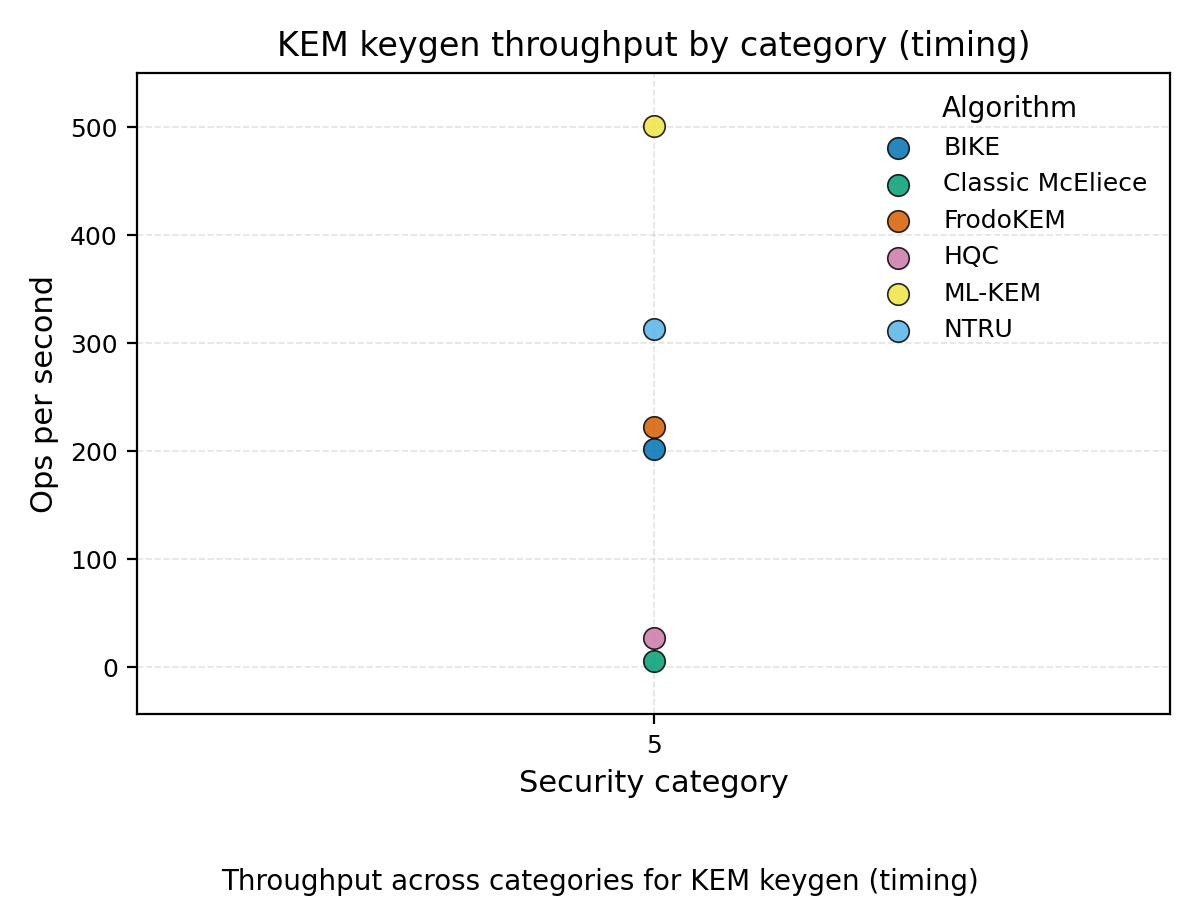 KEM keygen throughput by category (timing)
Ops per second
500
400
300
200
100
0
Algorithm
BIKE
Classic McEliece
FrodoKEM
HQC
ML-KEM
NTRU
5
Security category
Throughput across categories for KEM keygen (timing)